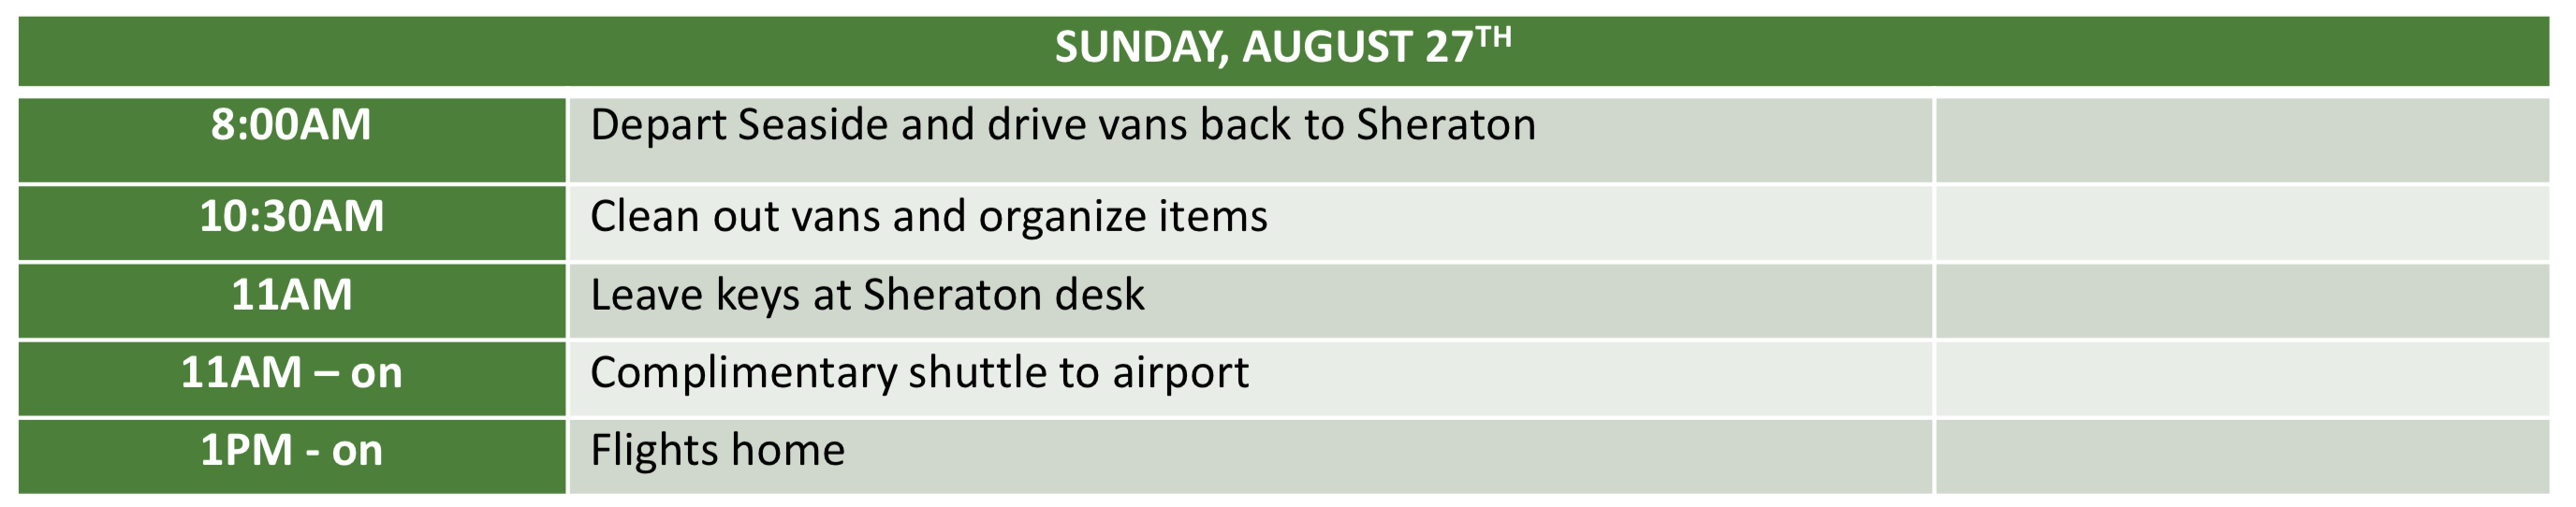 SUNDAY, AUGUST 27TH
8:00AM Depart Seaside and drive vans back to Sheraton
10:30AM Clean out vans and organize items
11AM Leave keys at Sheraton desk
11AM – on Complimentary shuttle to airport
1PM - on Flights home